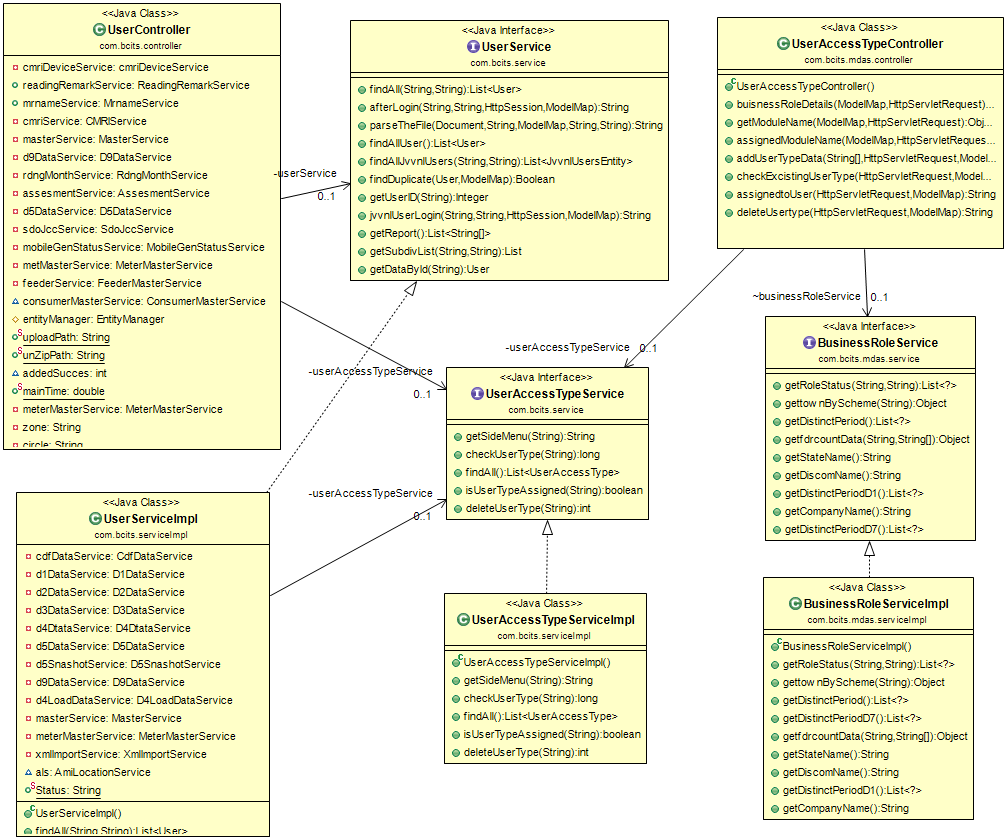 <<Java Class>>
UserController
com.bcits.controller
cmriDeviceService: cmriDeviceService
readingRemarkService: ReadingRemarkService
mrnameService: MrnameService
cmriService: CMRIService
masterService: MasterService
d9DataService: D9DataService
rdngMonthService: RdngMonthService
assesmentService: AssesmentService
d5DataService: D5DataService
sdoJccService: SdoJccService
mobileGenStatusService: MobileGenStatusService
metMasterService: MeterMasterService
feederService: FeederMasterService
consumerMasterService: ConsumerMasterService
entityManager: EntityManager
uploadPath: String
unZipPath: String
addedSucces: int
mainTime: double
meterMasterService: MeterMasterService
zone: String
circle: String
-userService
0..1
<<Java Interface>>
UserService
com.bcits.service
findAll(String,String):List<User>
afterLogin(String,String,HttpSession,ModelMap):String
parseTheFile(Document,String,ModelMap,String,String):String
findAllUser():List<User>
findAllJvvnlUsers(String,String):List<JvvnlUsersEntity>
findDuplicate(User,ModelMap):Boolean
getUserID(String):Integer
jvvnlUserLogin(String,String,HttpSession,ModelMap):String
getReport():List<String[]>
getSubdivList(String,String):List
getDataById(String):User
<<Java Class>>
UserAccessTypeController
com.bcits.mdas.controller
UserAccessTypeController()
buisnessRoleDetails(ModelMap,HttpServletRequest)...
getModuleName(ModelMap,HttpServletRequest):Obj...
assignedModuleName(ModelMap,HttpServletReques...
addUserTypeData(String[],HttpServletRequest,Model...
checkExcistingUserType(HttpServletRequest,Model...
assignedtoUser(HttpServletRequest,ModelMap):String
deleteUsertype(HttpServletRequest,ModelMap):String
~businessRoleService
0..1
-userAccessTypeService
0..1
-userAccessTypeService
0..1
-userAccessTypeService
0..1
<<Java Interface>>
UserAccessTypeService
com.bcits.service
getSideMenu(String):String
checkUserType(String):long
findAll():List<UserAccessType>
isUserTypeAssigned(String):boolean
deleteUserType(String):int
<<Java Interface>>
BusinessRoleService
com.bcits.mdas.service
getRoleStatus(String,String):List<?>
gettownByScheme(String):Object
getDistinctPeriod():List<?>
getfdrcountData(String,String[]):Object
getStateName():String
getDiscomName():String
getDistinctPeriodD1():List<?>
getCompanyName():String
getDistinctPeriodD7():List<?>
<<Java Class>>
UserServiceImpl
com.bcits.serviceImpl
cdfDataService: CdfDataService
d1DataService: D1DataService
d2DataService: D2DataService
d3DataService: D3DataService
d4Dtataservice: D4DtataService
d5DataService: D5DataService
d5SnashotService: D5SnashotService
d9DataService: D9DataService
d4LoadDataService: D4LoadDataService
masterService: MasterService
meterMasterService: MeterMasterService
xmlImportService: XmlImportService
als: AmiLocationService
Status: String
UserServiceImpl()
findAll(String,String):List<User>
<<Java Class>>
UserAccessTypeServiceImpl
com.bcits.serviceImpl
UserAccessTypeServiceImpl()
getSideMenu(String):String
checkUserType(String):long
findAll():List<UserAccessType>
isUserTypeAssigned(String):boolean
deleteUserType(String):int
<<Java Class>>
BusinessRoleServiceImpl
com.bcits.mdas.serviceImpl
BusinessRoleServiceImpl()
getRoleStatus(String,String):List<?>
gettownByScheme(String):Object
getDistinctPeriod():List<?>
getDistinctPeriodD7():List<?>
getfdrcountData(String,String[]):Object
getStateName():String
getDiscomName():String
getDistinctPeriodD1():List<?>
getCompanyName():String